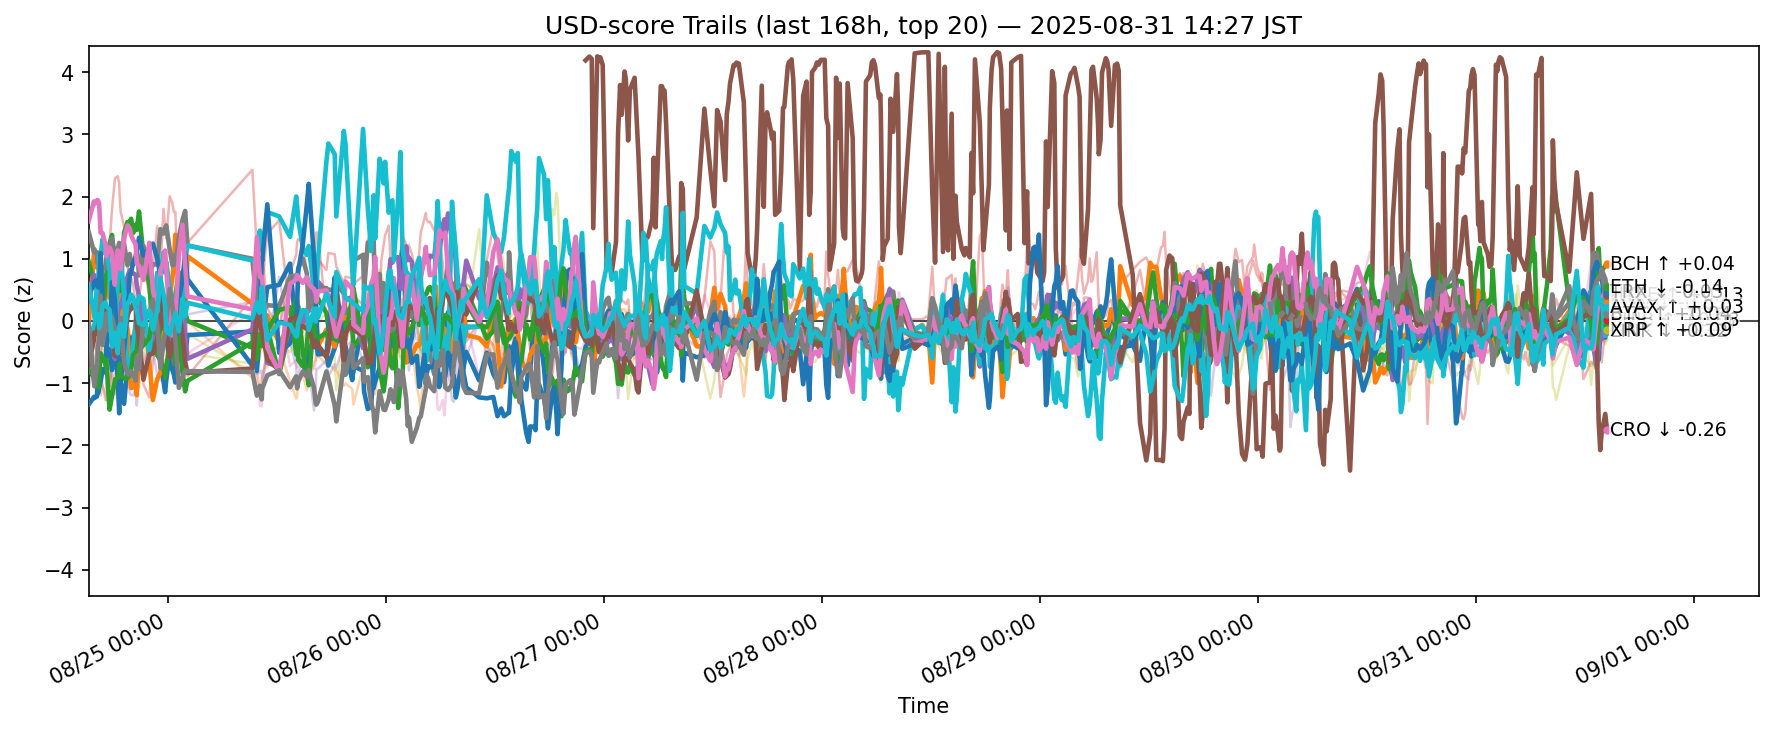 USD-score Trails (last 168h, top 20) — 2025-08-31 14:27 JST
Score (z)
4
3
2
1
0
−1
−2
−3
−4
BCH ↑ +0.04
ETH ↓ -0.14
AVAX ↑ +0.03
XRP ↑ +0.09
CRO ↓ -0.26
08/25 00:00
08/26 00:00
08/27 00:00
08/28 00:00
08/29 00:00
08/30 00:00
08/31 00:00
09/01 00:00
Time